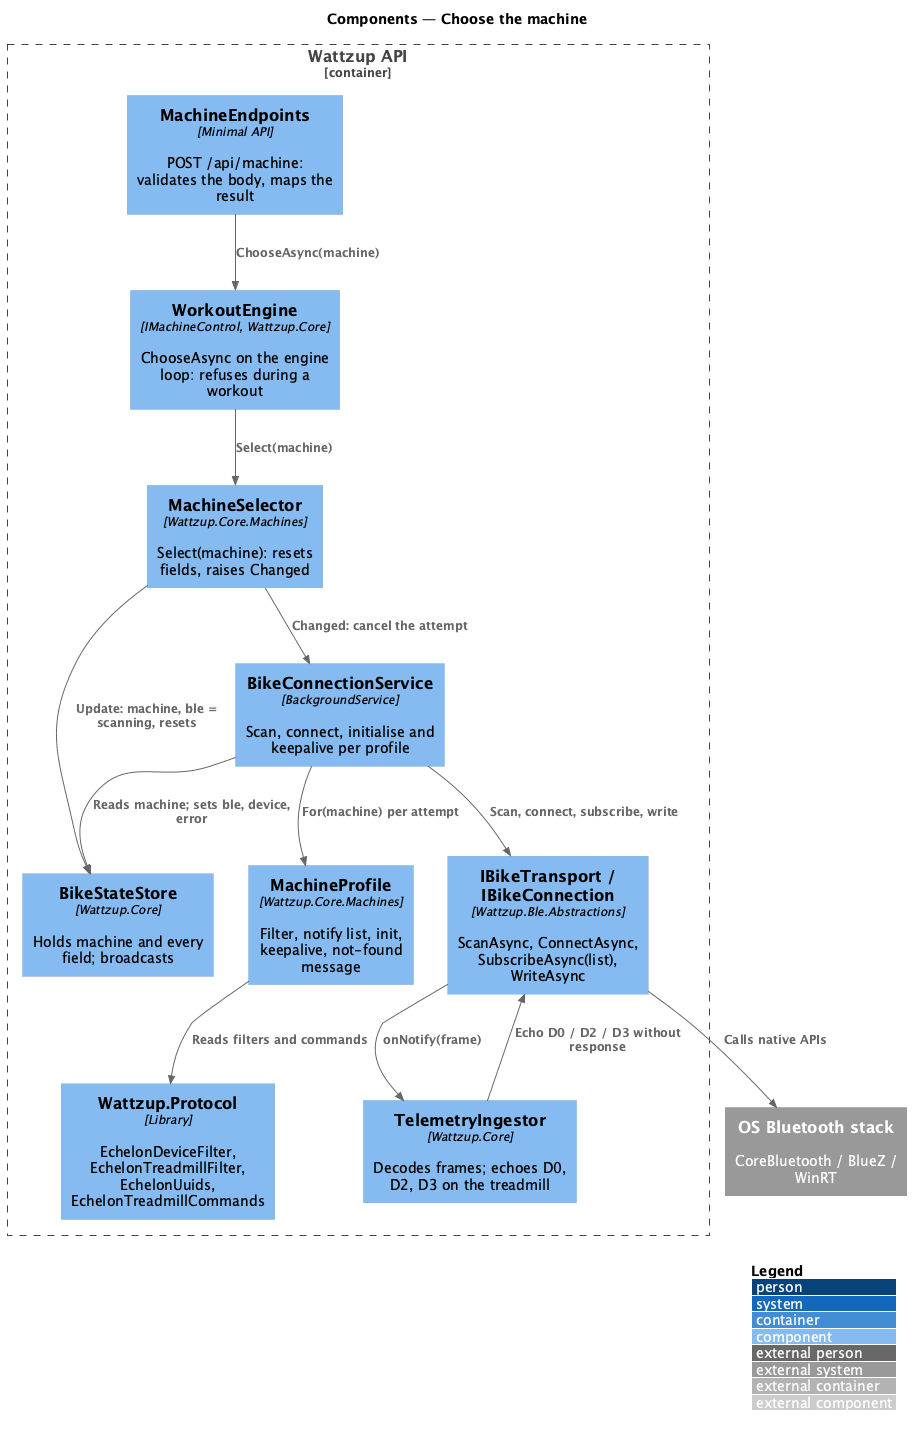 Components — Choose the machine
Wattzup API
[container]
MachineEndpoints
[Minimal API]
POST /api/machine:
validates the body, maps the
result
ChooseAsync(machine)
WorkoutEngine
[IMachineControl, Wattzup.Core]
ChooseAsync on the engine
loop: refuses during a
workout
Select(machine)
MachineSelector
[Wattzup.Core.Machines]
Select(machine): resets
fields, raises Changed
Changed: cancel the attempt
BikeConnectionService
[BackgroundService]
Scan, connect, initialise and
keepalive per profile
Update: machine, ble =
scanning, resets
Reads machine; sets ble, device,
error
For(machine) per attempt
Scan, connect, subscribe, write
BikeStateStore
[Wattzup.Core]
Holds machine and every
field; broadcasts
MachineProfile
[Wattzup.Core.Machines]
Filter, notify list, init,
keepalive, not-found
message
IBikeTransport /
IBikeConnection
[Wattzup.Ble.Abstractions]
ScanAsync, ConnectAsync,
SubscribeAsync(list),
WriteAsync
Reads filters and commands
onNotify(frame)
Echo D0 / D2 / D3 without
response
Calls native APIs
Wattzup.Protocol
[Library]
EchelonDeviceFilter,
EchelonTreadmillFilter,
EchelonUuids,
EchelonTreadmillCommands
TelemetryIngestor
[Wattzup.Core]
Decodes frames; echoes D0,
D2, D3 on the treadmill
OS Bluetooth stack
CoreBluetooth / BlueZ /
WinRT
Legend
person
system
container
component
external person
external system
external container
external component